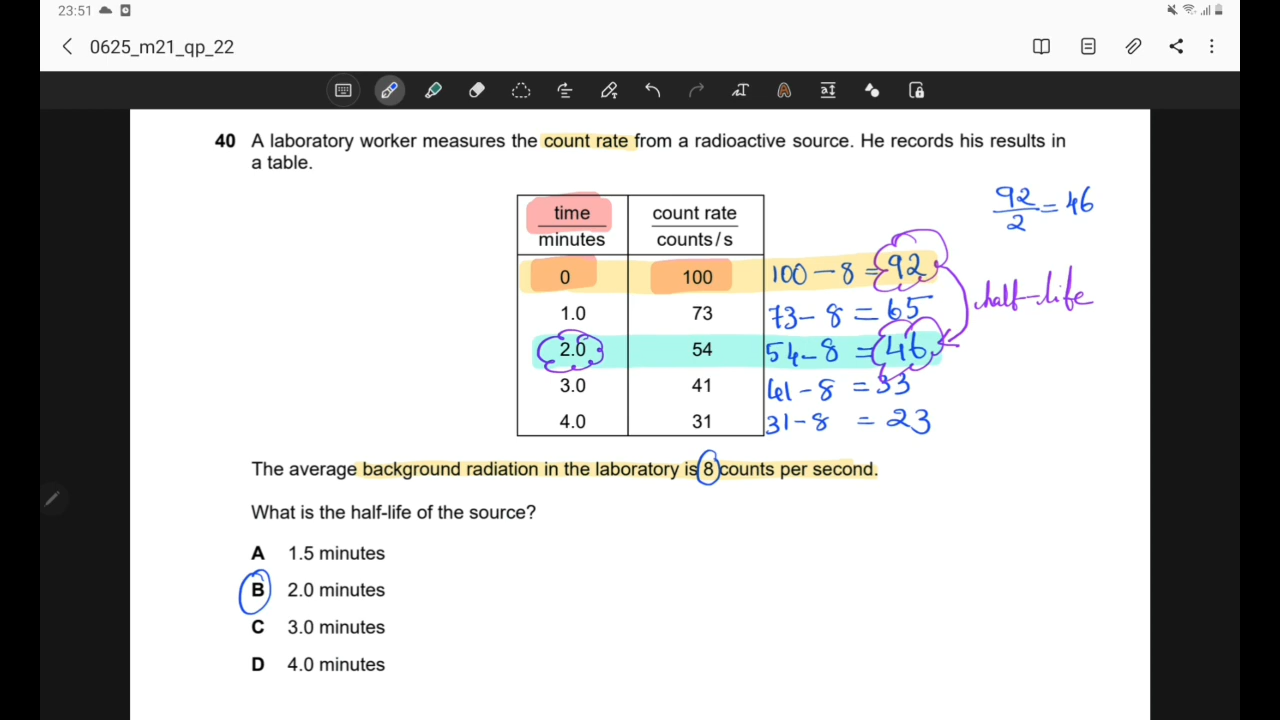 23:51
0625_m21_qp_22
40 A laboratory worker measures the count rate from a radioactive source. He records his results in
a table.
time count rate
minutes counts/s
92/2 = 46
0 100 100 - 8 = 92
half-life
1.0 73 73 - 8 = 65
2.0 54 54 - 8 = 46
3.0 41 41 - 8 = 33
4.0 31 31 - 8 = 23
The average background radiation in the laboratory is 8 counts per second.
What is the half-life of the source?
A 1.5 minutes
B 2.0 minutes
C 3.0 minutes
D 4.0 minutes